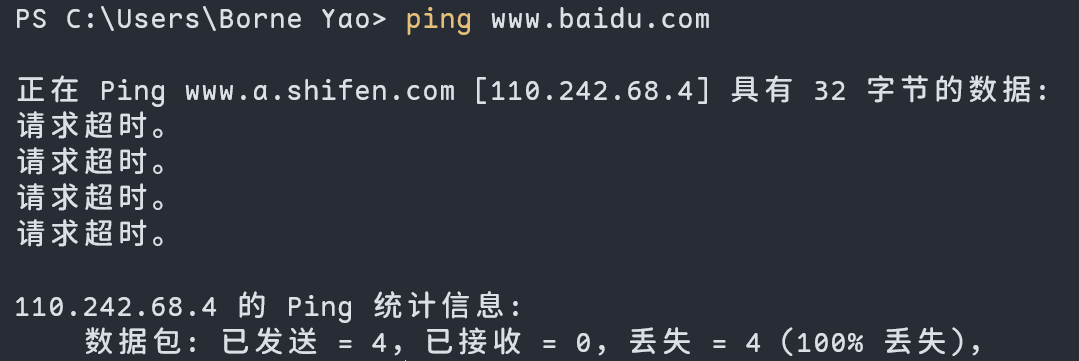 PS C:\Users\Borne Yao> ping www.baidu.com
正在 Ping www.a.shifen.com [110.242.68.4] 具有 32 字节的数据:
请求超时。
请求超时。
请求超时。
请求超时。
110.242.68.4 的 Ping 统计信息:
数据包: 已发送 = 4，已接收 = 0，丢失 = 4 (100% 丢失)，